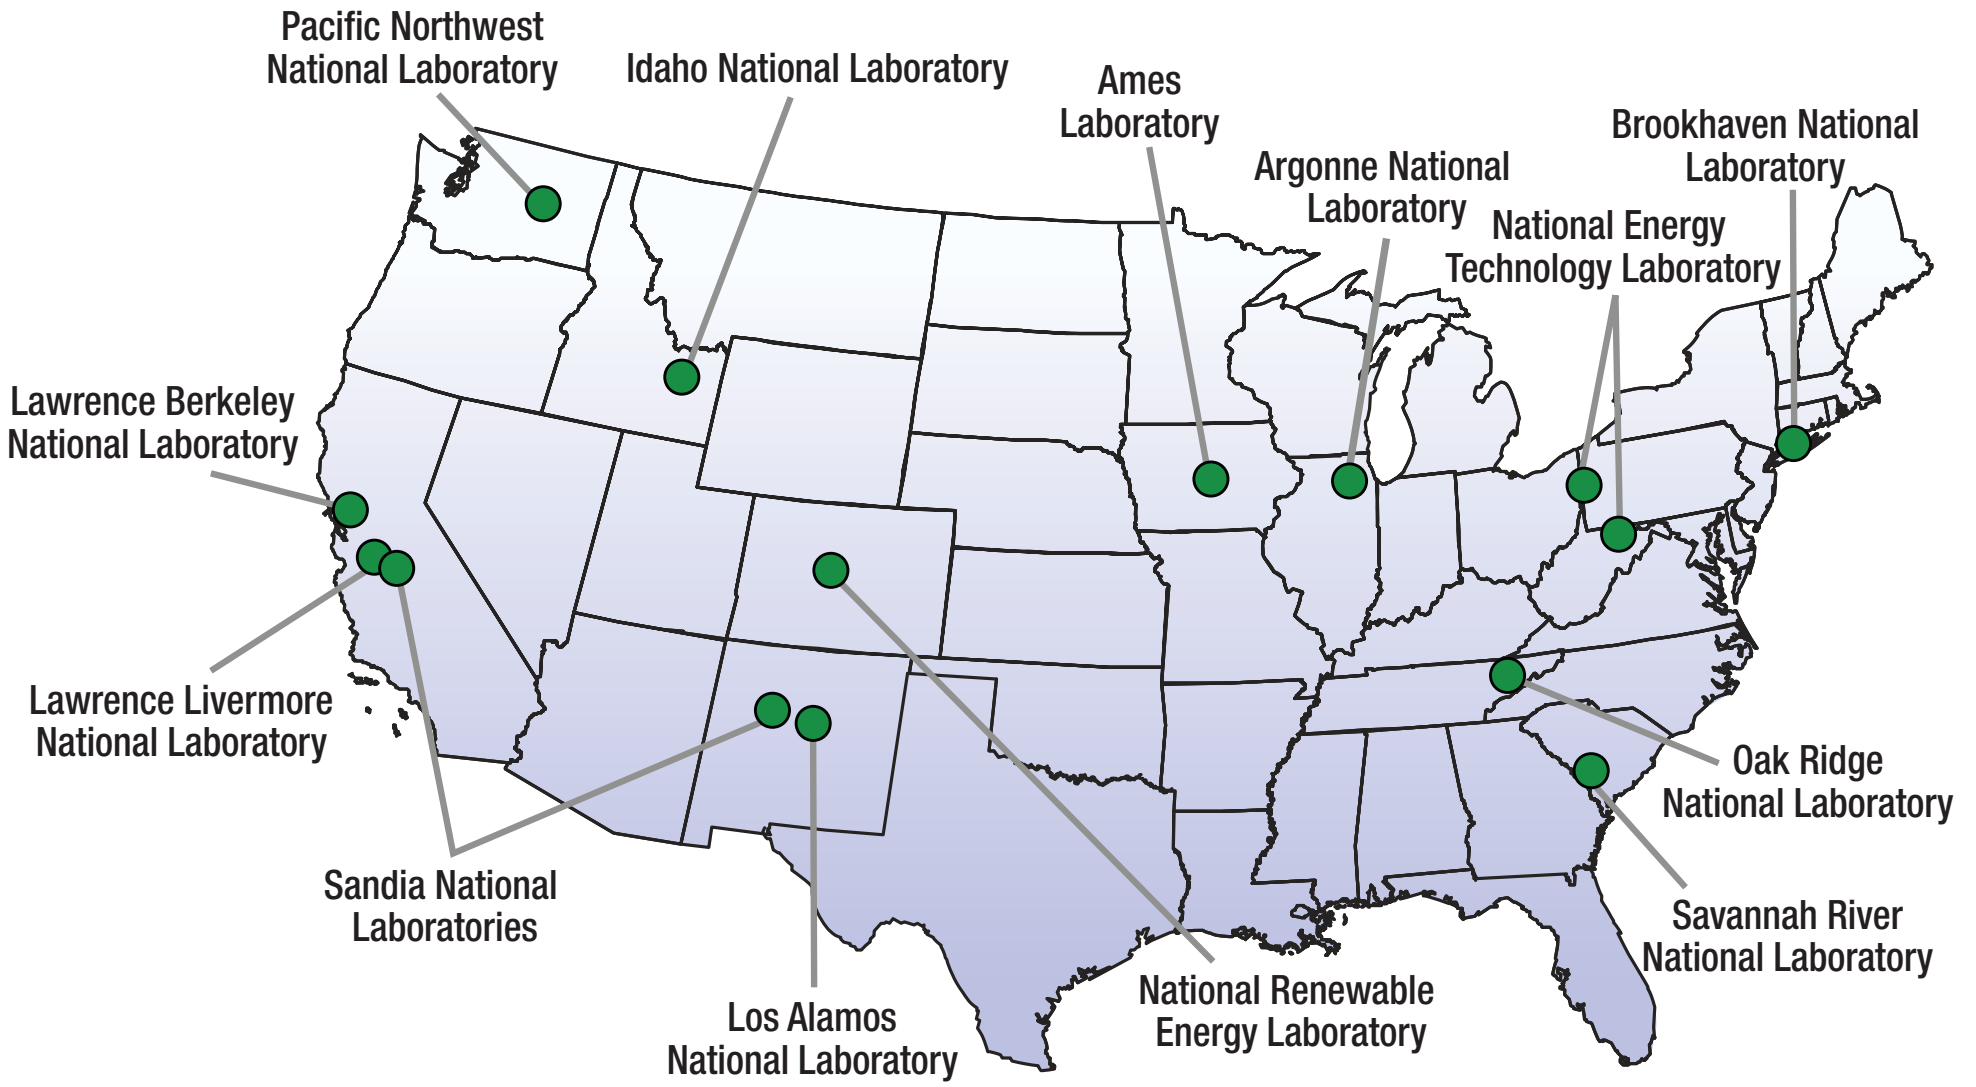 Pacific Northwest
National Laboratory
Idaho National Laboratory
Ames
Laboratory
Argonne National
Laboratory
Brookhaven National
Laboratory
National Energy
Technology Laboratory
Lawrence Berkeley
National Laboratory
Lawrence Livermore
National Laboratory
Sandia National
Laboratories
Los Alamos
National Laboratory
National Renewable
Energy Laboratory
Oak Ridge
National Laboratory
Savannah River
National Laboratory